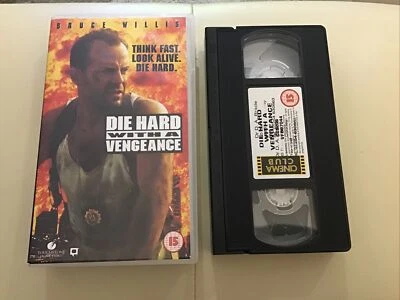 BRUCE WILLIS
THINK FAST.
LOOK ALIVE.
DIE HARD.
DIE HARD
WITH A
VENGEANCE
15
TOUCHSTONE
DIE HARD
WITH A
VENGEANCE
15
CINEMA
CLUB